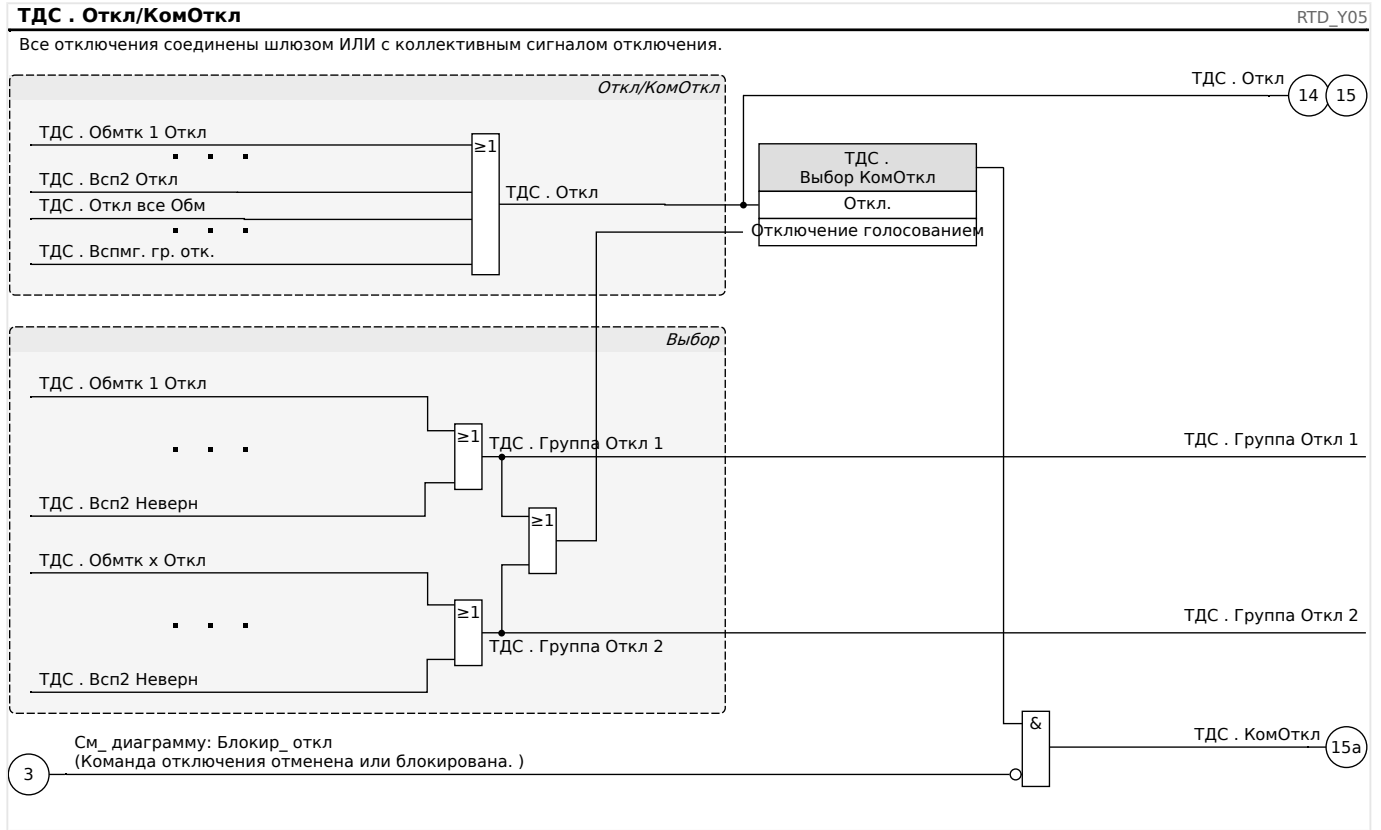 ТДС . Откл/КомОткл
RTD_Y05
Все отключения соединены шлюзом ИЛИ с коллективным сигналом отключения.
Откл/КомОткл
ТДС . Откл
14
15
ТДС . Обмтк 1 Откл
≥1
ТДС .
Выбор КомОткл
ТДС . Всп2 Откл
ТДС . Откл
Откл.
ТДС . Откл все Обм
Отключение голосованием
ТДС . Вспмг. гр. отк.
Выбор
ТДС . Обмтк 1 Откл
≥1
ТДС . Группа Откл 1
ТДС . Группа Откл 1
ТДС . Всп2 Неверн
≥1
ТДС . Обмтк x Откл
≥1
ТДС . Группа Откл 2
ТДС . Группа Откл 2
ТДС . Всп2 Неверн
&
ТДС . КомОткл
15a
См_ диаграмму: Блокир_ откл
(Команда отключения отменена или блокирована. )
3